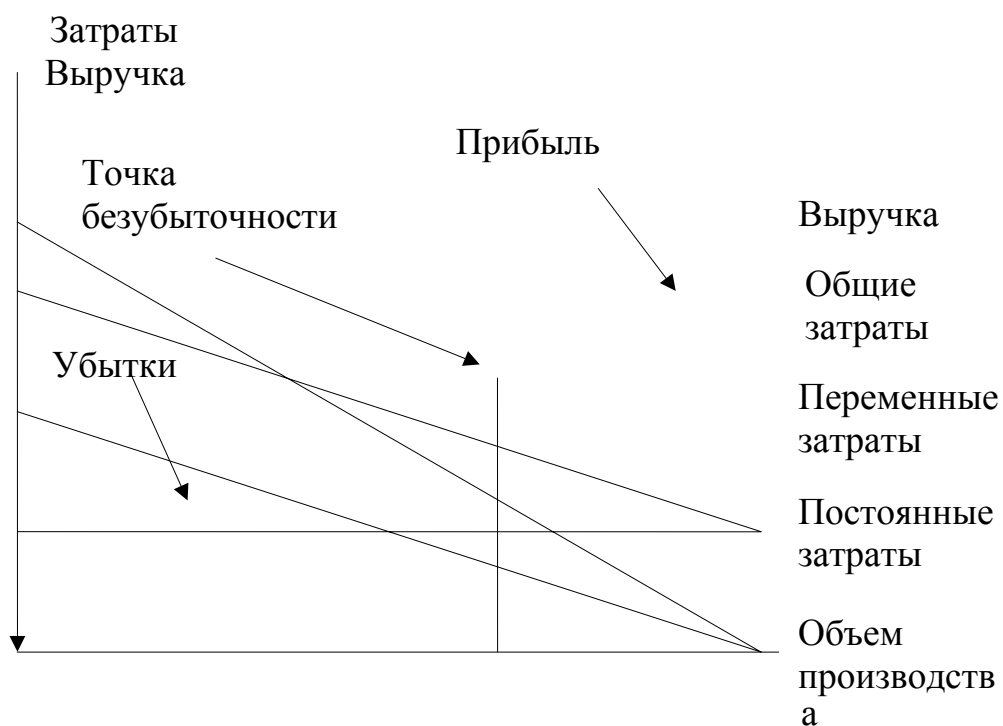 Затраты
Выручка
Прибыль
Точка
безубыточности
Выручка
Общие
затраты
Убытки
Переменные
затраты
Постоянные
затраты
Объем
производств
а